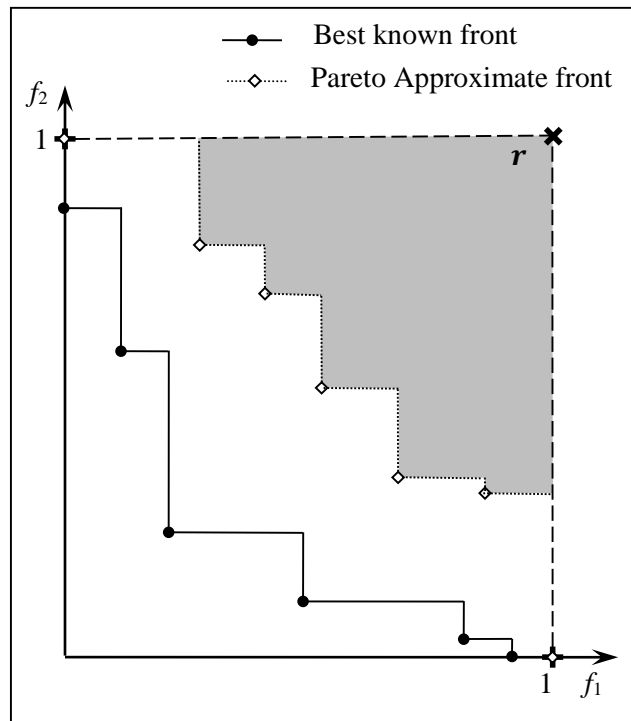 Best known front
Pareto Approximate front
f₂
1
r
1
f₁